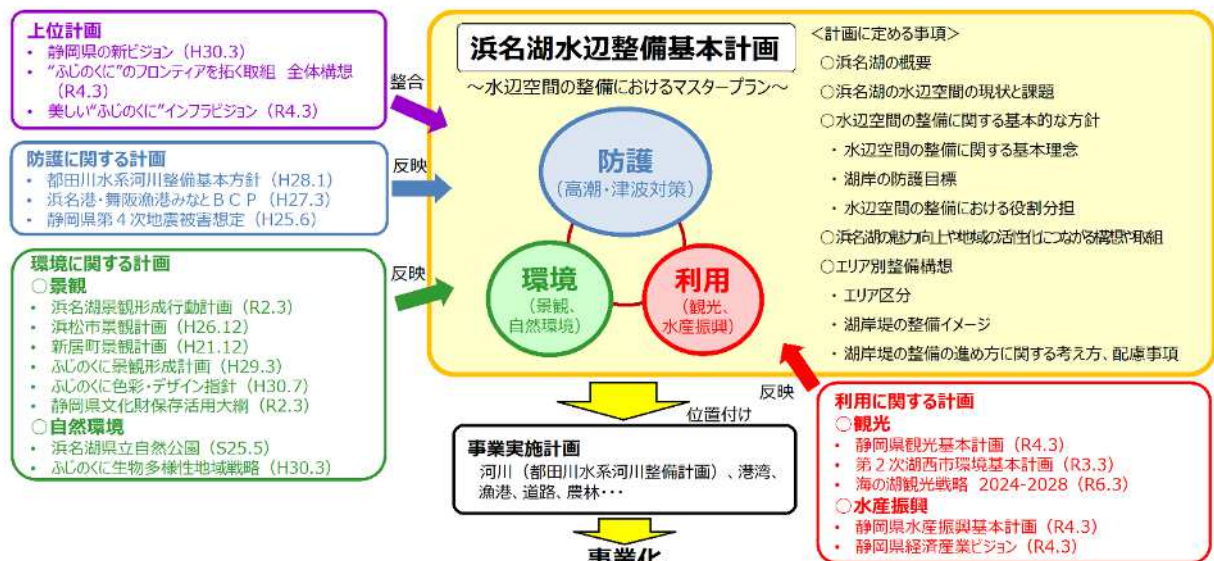 上位計画
・ 静岡県の新ビジョン（H30.3）
・ “ふじのくに”のフロンティアを拓く取組 全体構想
（R4.3）
・ 美しい“ふじのくに”インフラビジョン（R4.3）
整合
防護に関する計画
・ 都田川水系河川整備基本方針（H28.1）
・ 浜名港・舞阪漁港みなとＢＣＰ（H27.3）
・ 静岡県第４次地震被害想定（H25.6）
反映
環境に関する計画
○景観
・ 浜名湖景観形成行動計画（R2.3）
・ 浜松市景観計画（H26.12）
・ 新居町景観計画（H21.12）
・ ふじのくに景観形成計画（H29.3）
・ ふじのくに色彩・デザイン指針（H30.7）
・ 静岡県文化財保存活用大綱（R2.3）
○自然環境
・ 浜名湖県立自然公園（S25.5）
・ ふじのくに生物多様性地域戦略（H30.3）
反映
浜名湖水辺整備基本計画
～水辺空間の整備におけるマスタープラン～
防護
（高潮・津波対策）
環境
（景観、
自然環境）
利用
（観光、
水産振興）
＜計画に定める事項＞
○浜名湖の概要
○浜名湖の水辺空間の現状と課題
○水辺空間の整備に関する基本的な方針
・ 水辺空間の整備に関する基本理念
・ 湖岸の防護目標
・ 水辺空間の整備における役割分担
○浜名湖の魅力向上や地域の活性化につながる構想や取組
○エリア別整備構想
・ エリア区分
・ 湖岸堤の整備イメージ
・ 湖岸堤の整備の進め方に関する考え方、配慮事項
反映
位置付け
利用に関する計画
○観光
・ 静岡県観光基本計画（R4.3）
・ 第２次湖西市環境基本計画（R3.3）
・ 海の湖観光戦略 2024-2028（R6.3）
○水産振興
・ 静岡県水産振興基本計画（R4.3）
・ 静岡県経済産業ビジョン（R4.3）
事業実施計画
河川（都田川水系河川整備計画）、港湾、
漁港、道路、農林･･･
事業化